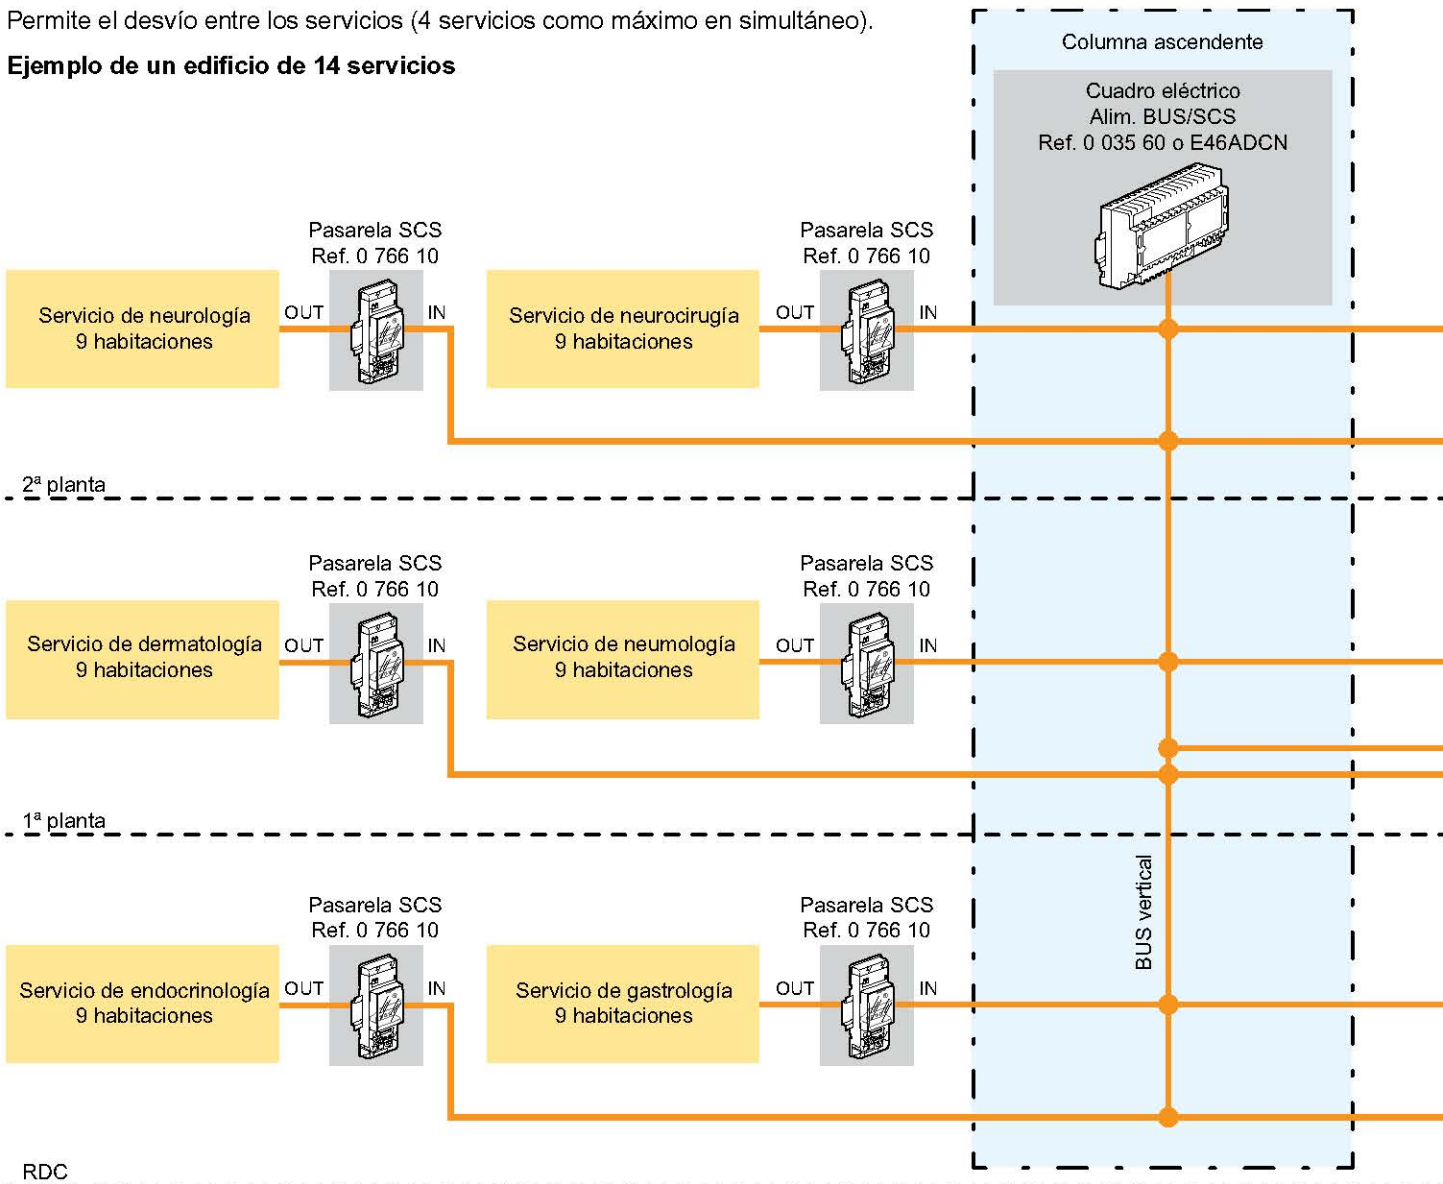 Permite el desvío entre los servicios (4 servicios como máximo en simultáneo).
Ejemplo de un edificio de 14 servicios
Columna ascendente
Cuadro eléctrico
Alim. BUS/SCS
Ref. 0 035 60 o E46ADCN
Pasarela SCS
Ref. 0 766 10
Servicio de neurología
9 habitaciones
OUT
IN
Pasarela SCS
Ref. 0 766 10
Servicio de neurocirugía
9 habitaciones
OUT
IN
2ª planta
Pasarela SCS
Ref. 0 766 10
Servicio de dermatología
9 habitaciones
OUT
IN
Pasarela SCS
Ref. 0 766 10
Servicio de neumología
9 habitaciones
OUT
IN
1ª planta
Pasarela SCS
Ref. 0 766 10
Servicio de endocrinología
9 habitaciones
OUT
IN
Pasarela SCS
Ref. 0 766 10
Servicio de gastrología
9 habitaciones
OUT
IN
BUS vertical
RDC